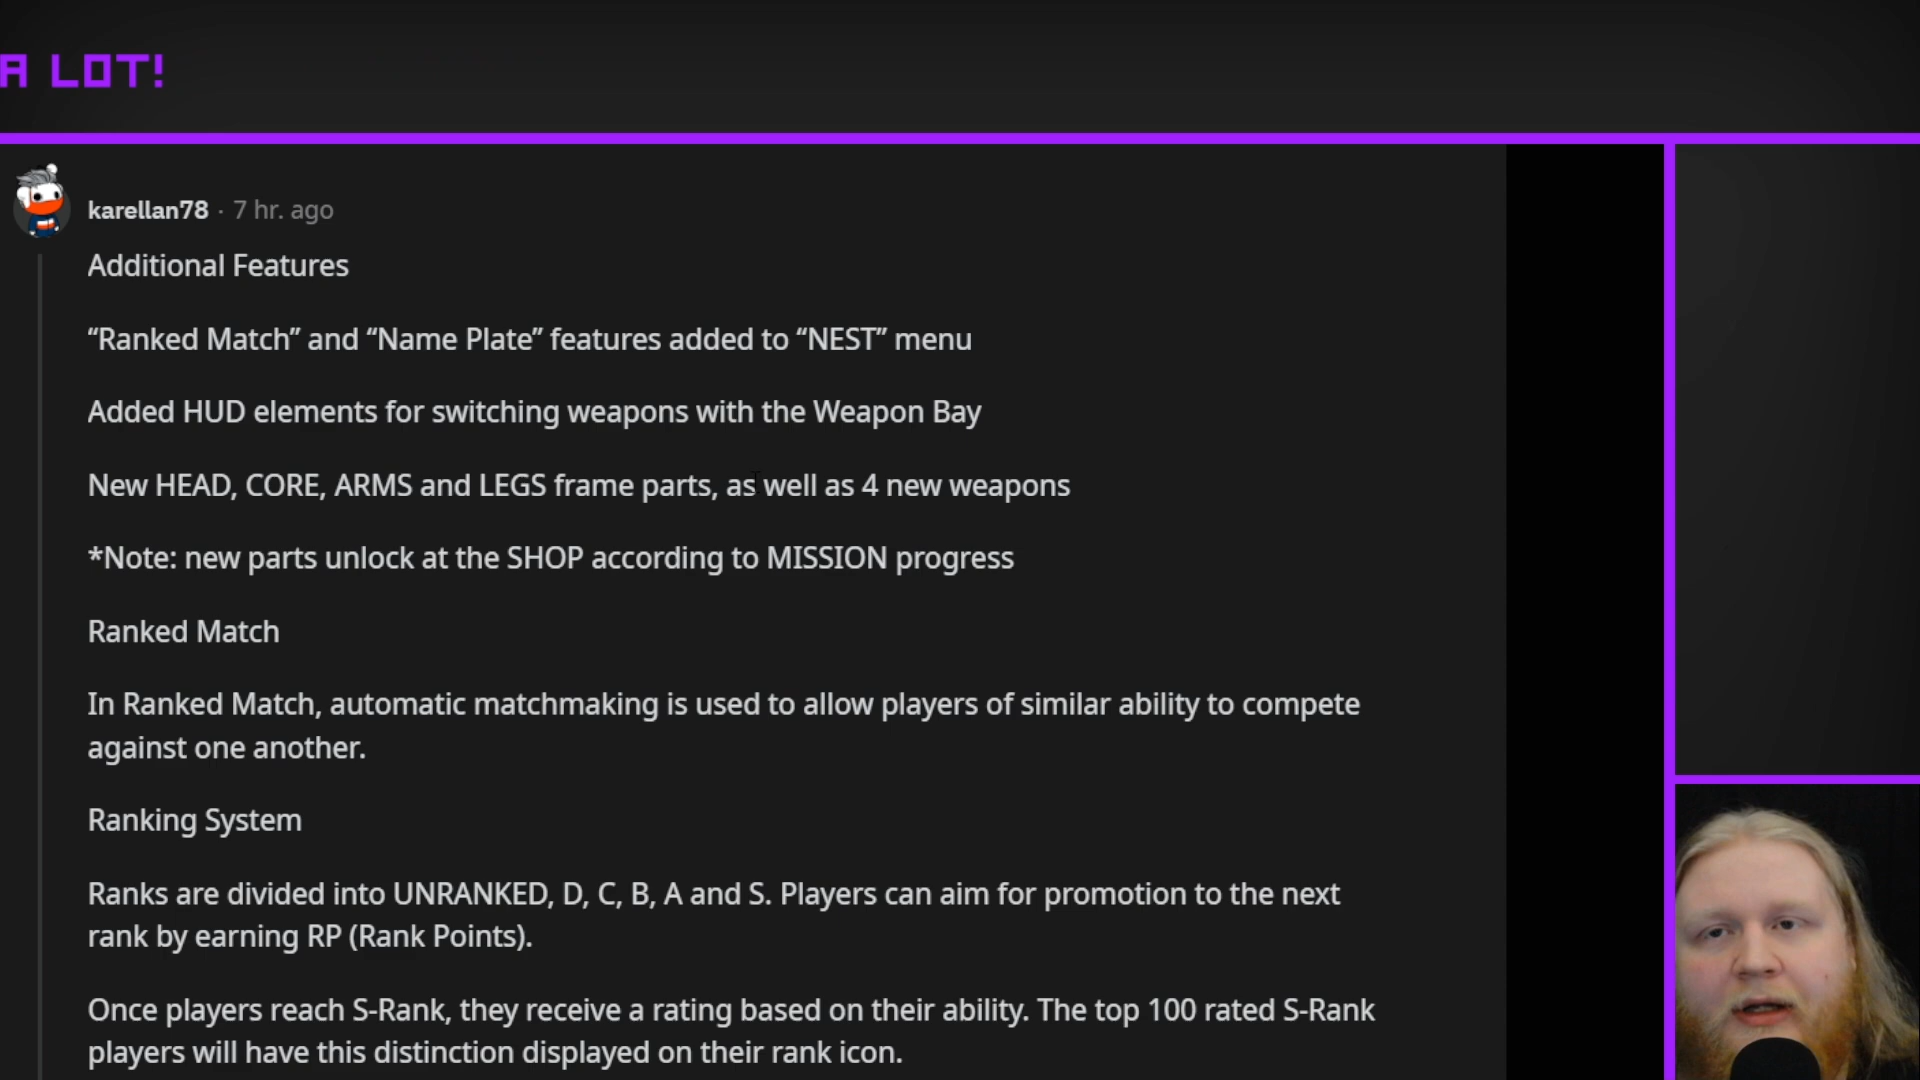 A LOT!
karellan78 · 7 hr. ago
Additional Features
“Ranked Match” and “Name Plate” features added to “NEST” menu
Added HUD elements for switching weapons with the Weapon Bay
New HEAD, CORE, ARMS and LEGS frame parts, as well as 4 new weapons
*Note: new parts unlock at the SHOP according to MISSION progress
Ranked Match
In Ranked Match, automatic matchmaking is used to allow players of similar ability to compete
against one another.
Ranking System
Ranks are divided into UNRANKED, D, C, B, A and S. Players can aim for promotion to the next
rank by earning RP (Rank Points).
Once players reach S-Rank, they receive a rating based on their ability. The top 100 rated S-Rank
players will have this distinction displayed on their rank icon.